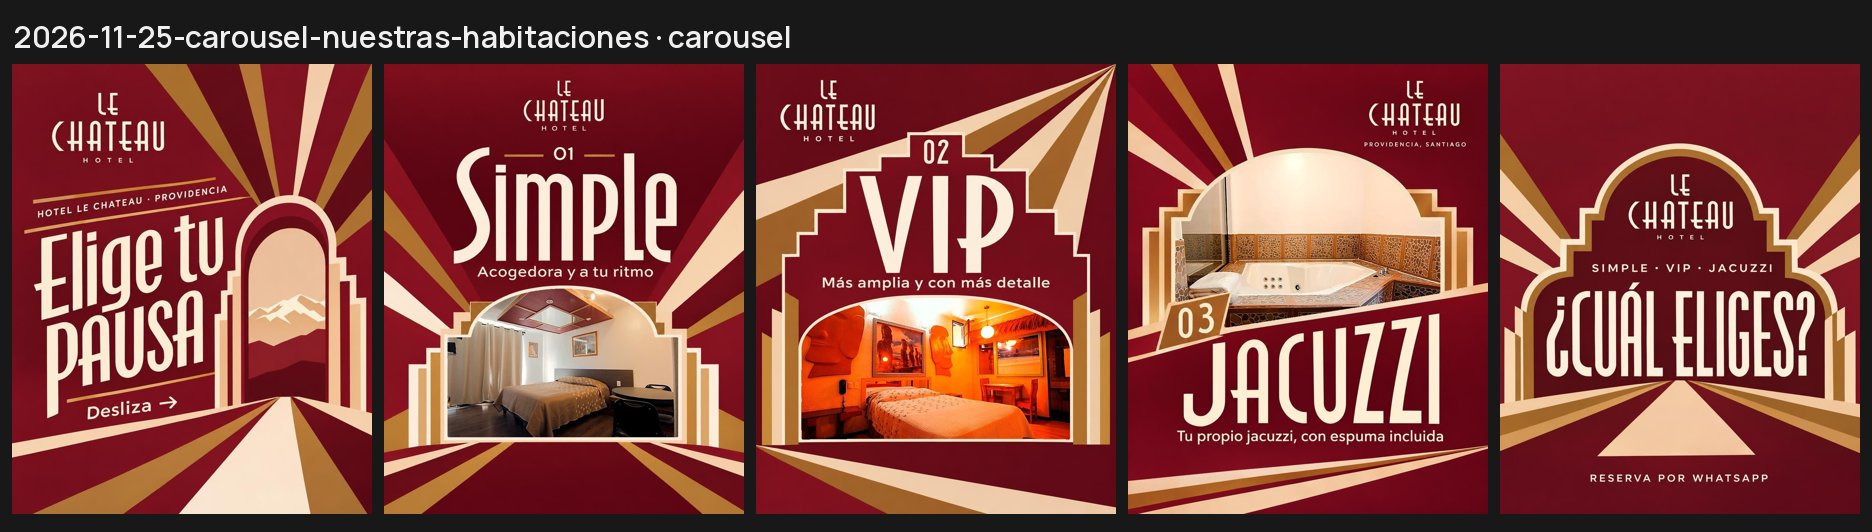 2026-11-25-carousel-nuestras-habitaciones · carousel
LE
CHATEAU
HOTEL
HOTEL LE CHATEAU · PROVIDENCIA
Elige tu
PAUSA
Desliza →
LE
CHATEAU
HOTEL
01
Simple
Acogedora y a tu ritmo
LE
CHATEAU
HOTEL
02
VIP
Más amplia y con más detalle
LE
CHATEAU
HOTEL
PROVIDENCIA, SANTIAGO
03
JACUZZI
Tu propio jacuzzi, con espuma incluida
LE
CHATEAU
HOTEL
SIMPLE · VIP · JACUZZI
¿CUÁL ELIGES?
RESERVA POR WHATSAPP